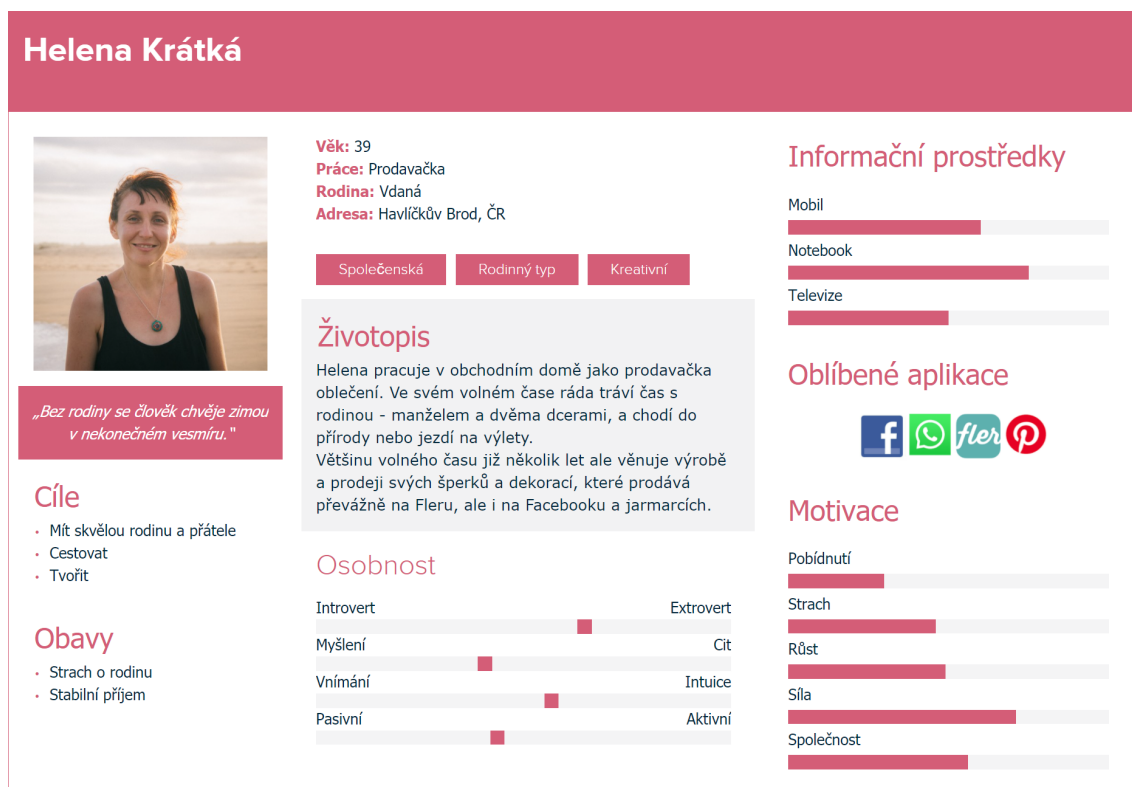 Helena Krátká
„Bez rodiny se člověk chvěje zimou
v nekonečném vesmíru.“
Cíle
• Mít skvělou rodinu a přátele
• Cestovat
• Tvořit
Obavy
• Strach o rodinu
• Stabilní příjem
Věk: 39
Práce: Prodavačka
Rodina: Vdaná
Adresa: Havlíčkův Brod, ČR
Společenská Rodinný typ Kreativní
Životopis
Helena pracuje v obchodním domě jako prodavačka
oblečení. Ve svém volném čase ráda tráví čas s
rodinou - manželem a dvěma dcerami, a chodí do
přírody nebo jezdí na výlety.
Většinu volného času již několik let ale věnuje výrobě
a prodeji svých šperků a dekorací, které prodává
převážně na Fleru, ale i na Facebooku a jarmarcích.
Osobnost
Introvert Extrovert
Myšlení Cit
Vnímání Intuice
Pasivní Aktivní
Informační prostředky
Mobil
Notebook
Televize
Oblíbené aplikace
fler
Motivace
Pobídnutí
Strach
Růst
Síla
Společnost